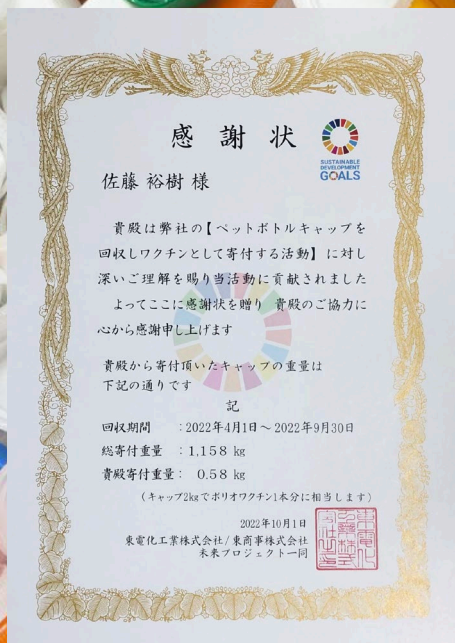 感謝状
SUSTAINABLE
DEVELOPMENT
GOALS
佐藤 裕樹 様
貴殿は弊社の【ペットボトルキャップを
回収しワクチンとして寄付する活動】に対し
深いご理解を賜り当活動に貢献されました
よってここに感謝状を贈り 貴殿のご協力に
心から感謝申し上げます
貴殿から寄付頂いたキャップの重量は
下記の通りです
記
回収期間 :2022年4月1日~2022年9月30日
総寄付重量 :1,158 kg
貴殿寄付重量: 0.58 kg
(キャップ2kgでポリオワクチン1本分に相当します)
2022年10月1日
東電化工業株式会社/東商事株式会社
未来プロジェクト一同